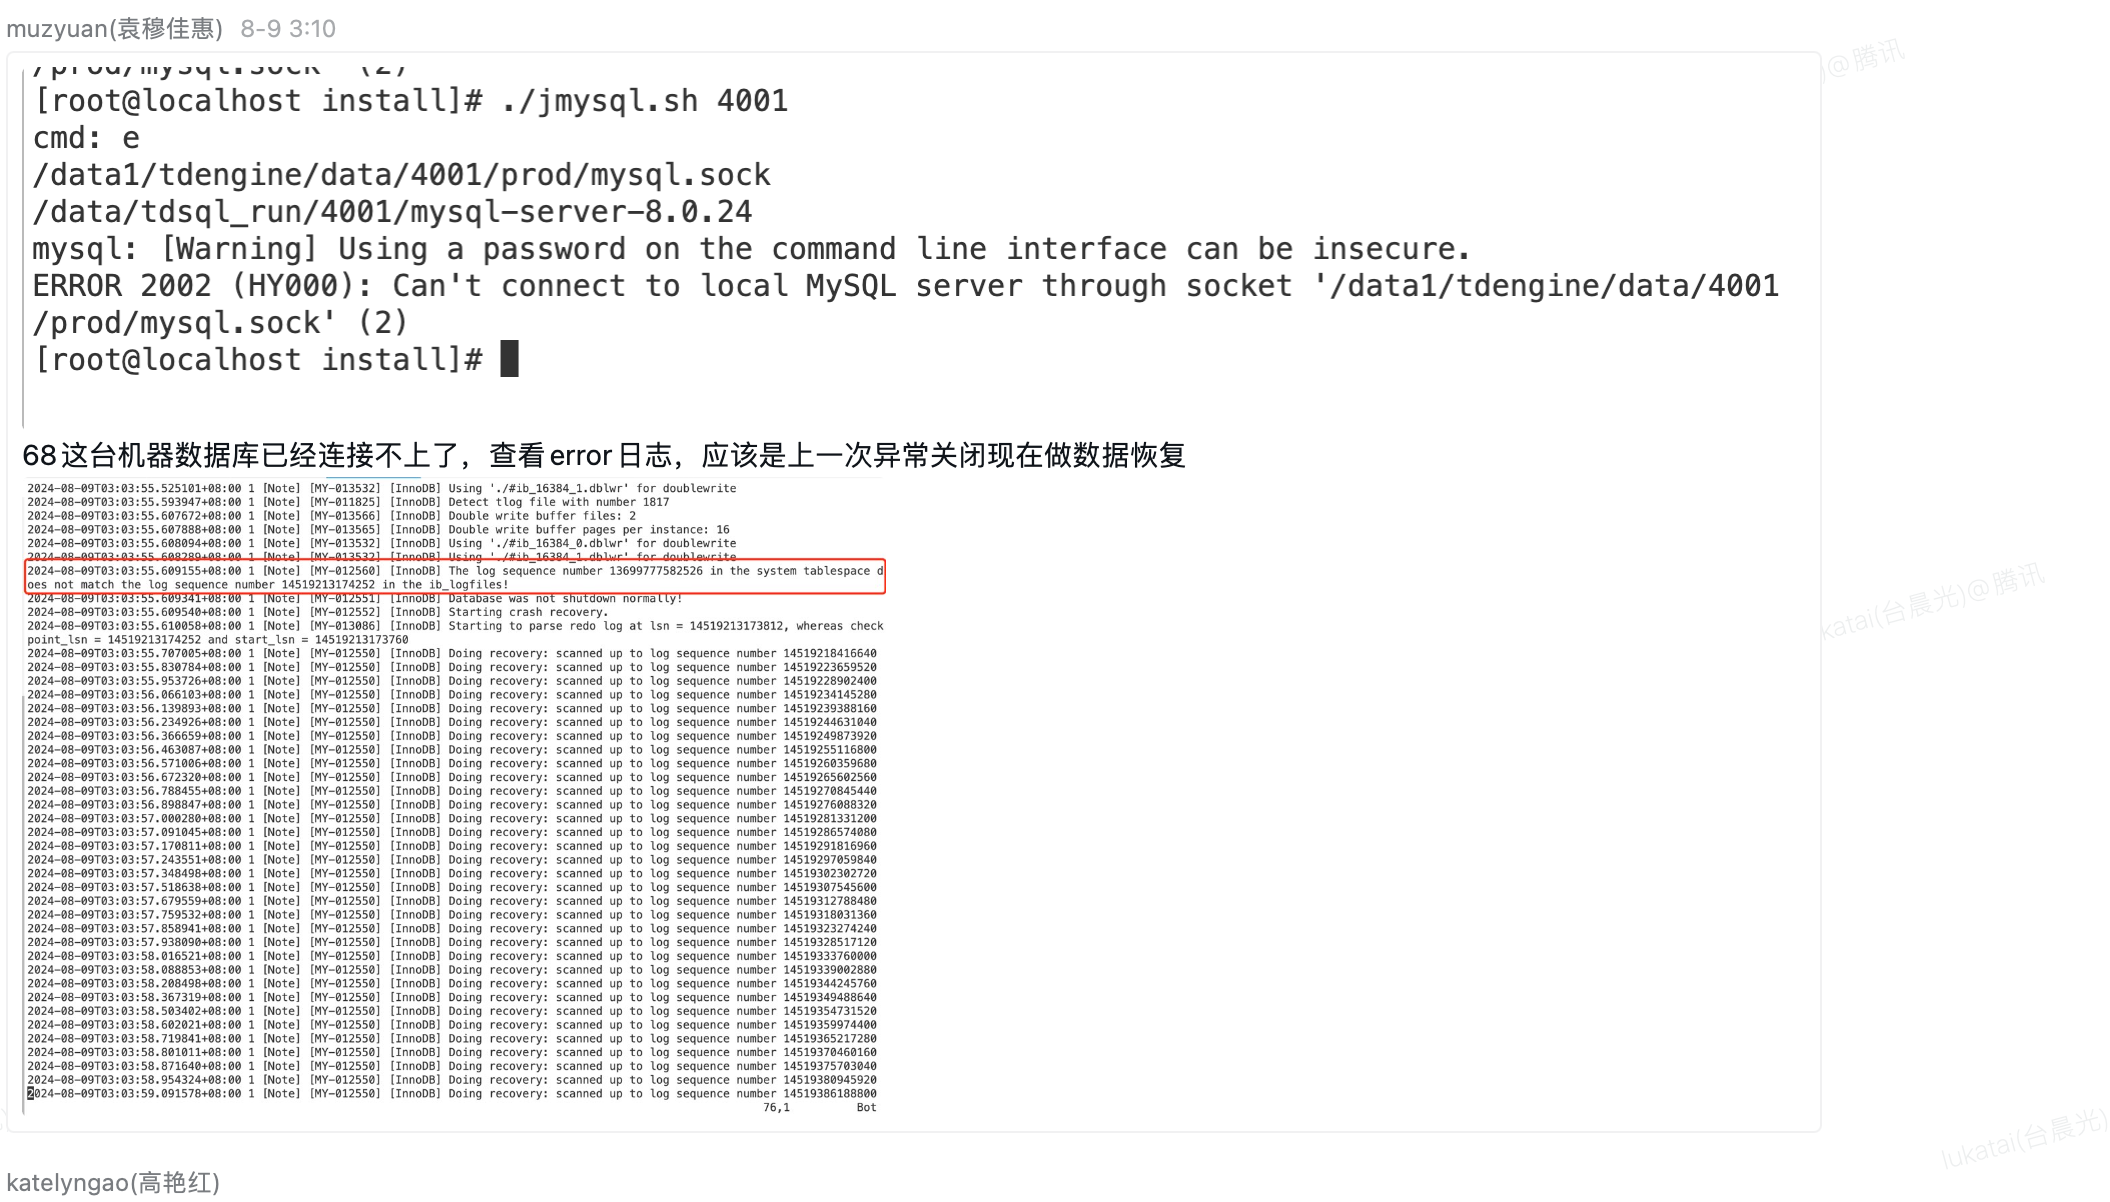 muzyuan(袁穆佳惠) 8-9 3:10
/prod/mysql.sock' (2)
[root@localhost install]# ./jmysql.sh 4001
cmd: e
/data1/tdengine/data/4001/prod/mysql.sock
/data/tdsql_run/4001/mysql-server-8.0.24
mysql: [Warning] Using a password on the command line interface can be insecure.
ERROR 2002 (HY000): Can't connect to local MySQL server through socket '/data1/tdengine/data/4001
/prod/mysql.sock' (2)
[root@localhost install]#
68这台机器数据库已经连接不上了，查看error日志，应该是上一次异常关闭现在做数据恢复
2024-08-09T03:03:55.525101+08:00 1 [Note] [MY-013532] [InnoDB] Using './#ib_16384_1.dblwr' for doublewrite
2024-08-09T03:03:55.593947+08:00 1 [Note] [MY-011825] [InnoDB] Detect tlog file with number 1817
2024-08-09T03:03:55.607672+08:00 1 [Note] [MY-013566] [InnoDB] Double write buffer files: 2
2024-08-09T03:03:55.607888+08:00 1 [Note] [MY-013565] [InnoDB] Double write buffer pages per instance: 16
2024-08-09T03:03:55.608094+08:00 1 [Note] [MY-013532] [InnoDB] Using './#ib_16384_0.dblwr' for doublewrite
2024-08-09T03:03:55.608289+08:00 1 [Note] [MY-013532] [InnoDB] Using './#ib_16384_1.dblwr' for doublewrite
2024-08-09T03:03:55.609155+08:00 1 [Note] [MY-012560] [InnoDB] The log sequence number 13699777582526 in the system tablespace d
oes not match the log sequence number 14519213174252 in the ib_logfiles!
2024-08-09T03:03:55.609341+08:00 1 [Note] [MY-012551] [InnoDB] Database was not shutdown normally!
2024-08-09T03:03:55.609540+08:00 1 [Note] [MY-012552] [InnoDB] Starting crash recovery.
2024-08-09T03:03:55.610058+08:00 1 [Note] [MY-013086] [InnoDB] Starting to parse redo log at lsn = 14519213173812, whereas check
point_lsn = 14519213174252 and start_lsn = 14519213173760
2024-08-09T03:03:55.707005+08:00 1 [Note] [MY-012550] [InnoDB] Doing recovery: scanned up to log sequence number 14519218416640
2024-08-09T03:03:55.830784+08:00 1 [Note] [MY-012550] [InnoDB] Doing recovery: scanned up to log sequence number 14519223659520
2024-08-09T03:03:55.953726+08:00 1 [Note] [MY-012550] [InnoDB] Doing recovery: scanned up to log sequence number 14519228902400
2024-08-09T03:03:56.066103+08:00 1 [Note] [MY-012550] [InnoDB] Doing recovery: scanned up to log sequence number 14519234145280
2024-08-09T03:03:56.139893+08:00 1 [Note] [MY-012550] [InnoDB] Doing recovery: scanned up to log sequence number 14519239388160
2024-08-09T03:03:56.234926+08:00 1 [Note] [MY-012550] [InnoDB] Doing recovery: scanned up to log sequence number 14519244631040
2024-08-09T03:03:56.366659+08:00 1 [Note] [MY-012550] [InnoDB] Doing recovery: scanned up to log sequence number 14519249873920
2024-08-09T03:03:56.463087+08:00 1 [Note] [MY-012550] [InnoDB] Doing recovery: scanned up to log sequence number 14519255116800
2024-08-09T03:03:56.571006+08:00 1 [Note] [MY-012550] [InnoDB] Doing recovery: scanned up to log sequence number 14519260359680
2024-08-09T03:03:56.672320+08:00 1 [Note] [MY-012550] [InnoDB] Doing recovery: scanned up to log sequence number 14519265602560
2024-08-09T03:03:56.788455+08:00 1 [Note] [MY-012550] [InnoDB] Doing recovery: scanned up to log sequence number 14519270845440
2024-08-09T03:03:56.898847+08:00 1 [Note] [MY-012550] [InnoDB] Doing recovery: scanned up to log sequence number 14519276088320
2024-08-09T03:03:57.000280+08:00 1 [Note] [MY-012550] [InnoDB] Doing recovery: scanned up to log sequence number 14519281331200
2024-08-09T03:03:57.091045+08:00 1 [Note] [MY-012550] [InnoDB] Doing recovery: scanned up to log sequence number 14519286574080
2024-08-09T03:03:57.170811+08:00 1 [Note] [MY-012550] [InnoDB] Doing recovery: scanned up to log sequence number 14519291816960
2024-08-09T03:03:57.243551+08:00 1 [Note] [MY-012550] [InnoDB] Doing recovery: scanned up to log sequence number 14519297059840
2024-08-09T03:03:57.348498+08:00 1 [Note] [MY-012550] [InnoDB] Doing recovery: scanned up to log sequence number 14519302302720
2024-08-09T03:03:57.518638+08:00 1 [Note] [MY-012550] [InnoDB] Doing recovery: scanned up to log sequence number 14519307545600
2024-08-09T03:03:57.679559+08:00 1 [Note] [MY-012550] [InnoDB] Doing recovery: scanned up to log sequence number 14519312788480
2024-08-09T03:03:57.759532+08:00 1 [Note] [MY-012550] [InnoDB] Doing recovery: scanned up to log sequence number 14519318031360
2024-08-09T03:03:57.858941+08:00 1 [Note] [MY-012550] [InnoDB] Doing recovery: scanned up to log sequence number 14519323274240
2024-08-09T03:03:57.938090+08:00 1 [Note] [MY-012550] [InnoDB] Doing recovery: scanned up to log sequence number 14519328517120
2024-08-09T03:03:58.016521+08:00 1 [Note] [MY-012550] [InnoDB] Doing recovery: scanned up to log sequence number 14519333760000
2024-08-09T03:03:58.088853+08:00 1 [Note] [MY-012550] [InnoDB] Doing recovery: scanned up to log sequence number 14519339002880
2024-08-09T03:03:58.208498+08:00 1 [Note] [MY-012550] [InnoDB] Doing recovery: scanned up to log sequence number 14519344245760
2024-08-09T03:03:58.367319+08:00 1 [Note] [MY-012550] [InnoDB] Doing recovery: scanned up to log sequence number 14519349488640
2024-08-09T03:03:58.503402+08:00 1 [Note] [MY-012550] [InnoDB] Doing recovery: scanned up to log sequence number 14519354731520
2024-08-09T03:03:58.602021+08:00 1 [Note] [MY-012550] [InnoDB] Doing recovery: scanned up to log sequence number 14519359974400
2024-08-09T03:03:58.719841+08:00 1 [Note] [MY-012550] [InnoDB] Doing recovery: scanned up to log sequence number 14519365217280
2024-08-09T03:03:58.801011+08:00 1 [Note] [MY-012550] [InnoDB] Doing recovery: scanned up to log sequence number 14519370460160
2024-08-09T03:03:58.871640+08:00 1 [Note] [MY-012550] [InnoDB] Doing recovery: scanned up to log sequence number 14519375703040
2024-08-09T03:03:58.954324+08:00 1 [Note] [MY-012550] [InnoDB] Doing recovery: scanned up to log sequence number 14519380945920
2024-08-09T03:03:59.091578+08:00 1 [Note] [MY-012550] [InnoDB] Doing recovery: scanned up to log sequence number 14519386188800
76,1 Bot
katelyngao(高艳红)
)@腾讯
katai(台晨光)@腾讯
lukatai(台晨光)